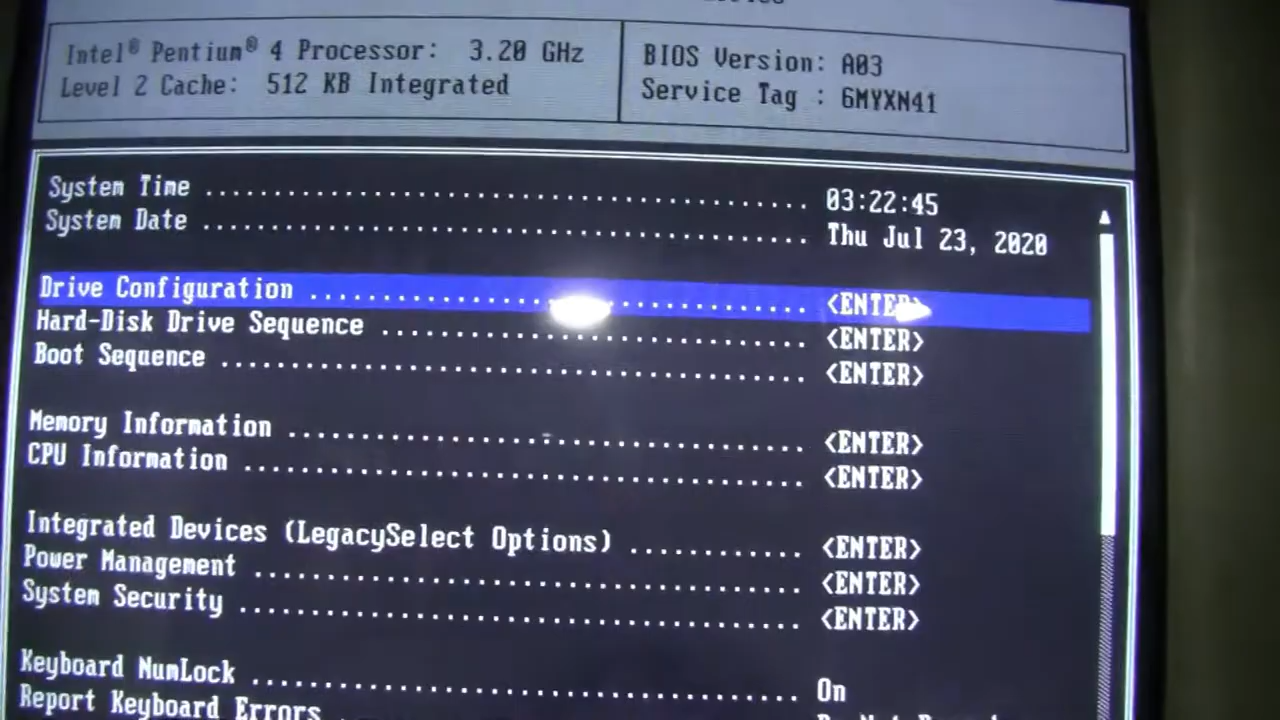 Intel® Pentium® 4 Processor: 3.20 GHz
Level 2 Cache: 512 KB Integrated
BIOS Version: A03
Service Tag : 6MYXN41
System Time ................................................ 03:22:45
System Date ................................................ Thu Jul 23, 2020
Drive Configuration ........................................ <ENTER>
Hard-Disk Drive Sequence ................................... <ENTER>
Boot Sequence .............................................. <ENTER>
Memory Information ......................................... <ENTER>
CPU Information ............................................ <ENTER>
Integrated Devices (LegacySelect Options) ............ <ENTER>
Power Management ........................................... <ENTER>
System Security ............................................ <ENTER>
Keyboard NumLock ........................................... On
Report Keyboard Errors